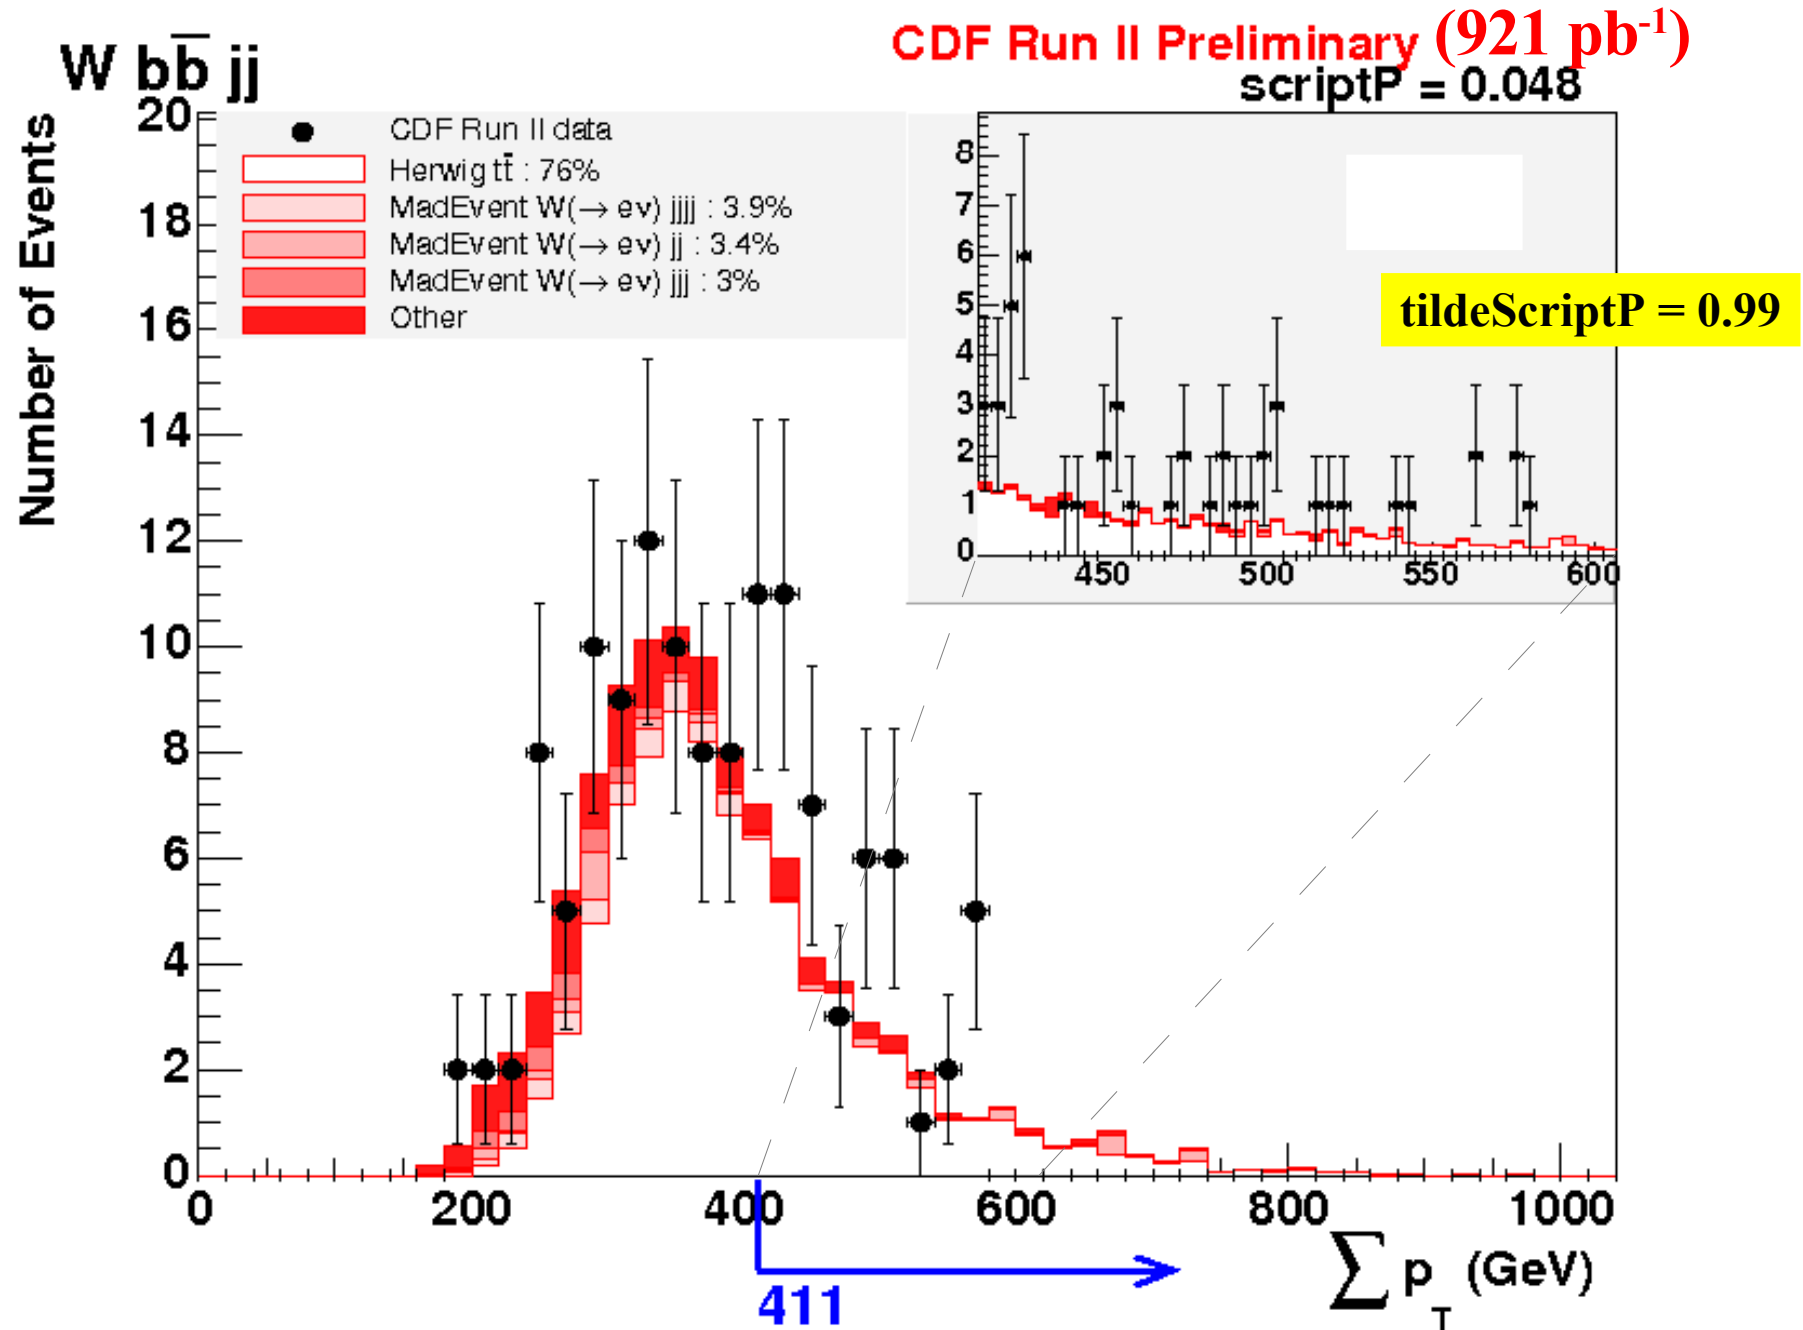 W bb̅ jj
CDF Run II Preliminary (921 pb⁻¹)
scriptP = 0.048
Number of Events
20
18
16
14
12
10
8
6
4
2
0
CDF Run II data
Herwig tt̄ : 76%
MadEvent W(→ eν) jjjj : 3.9%
MadEvent W(→ eν) jj : 3.4%
MadEvent W(→ eν) jjj : 3%
Other
8
7
6
5
4
3
2
1
0
450 500 550 600
tildeScriptP = 0.99
0 200 400 600 800 1000
411
∑ p_T (GeV)